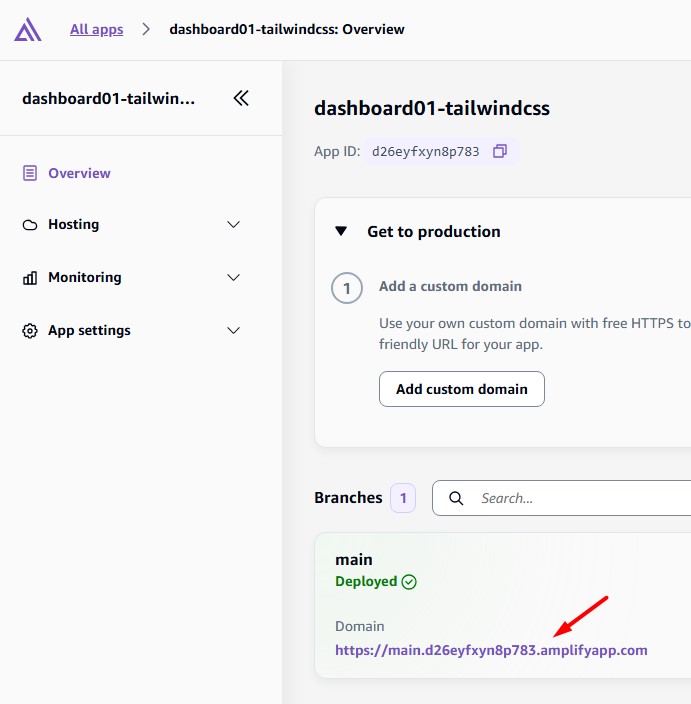 All apps
dashboard01-tailwindcss: Overview
dashboard01-tailwin...
Overview
Hosting
Monitoring
App settings
dashboard01-tailwindcss
App ID: d26eyfxyn8p783
Get to production
1
Add a custom domain
Use your own custom domain with free HTTPS to
friendly URL for your app.
Add custom domain
Branches 1
Search...
main
Deployed
Domain
https://main.d26eyfxyn8p783.amplifyapp.com